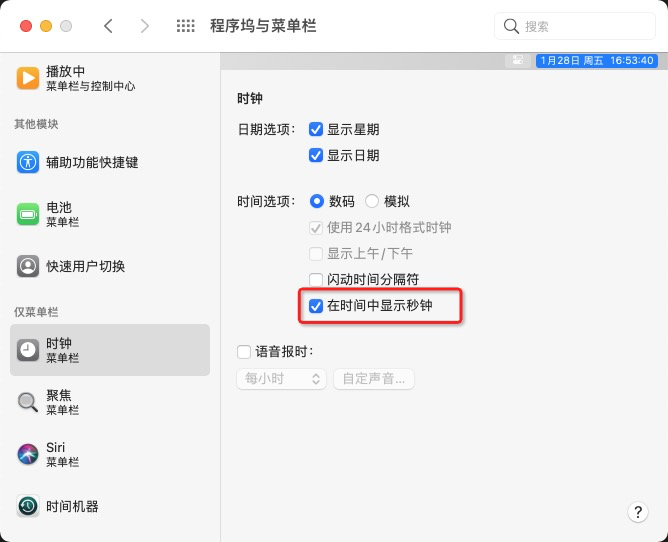 程序坞与菜单栏
搜索
播放中
菜单栏与控制中心
其他模块
辅助功能快捷键
电池
菜单栏
快速用户切换
仅菜单栏
时钟
菜单栏
聚焦
菜单栏
Siri
菜单栏
时间机器
1月28日 周五 16:53:40
时钟
日期选项: 显示星期
显示日期
时间选项: 数码 模拟
使用24小时格式时钟
显示上午/下午
闪动时间分隔符
在时间中显示秒钟
语音报时:
每小时 自定声音...
?